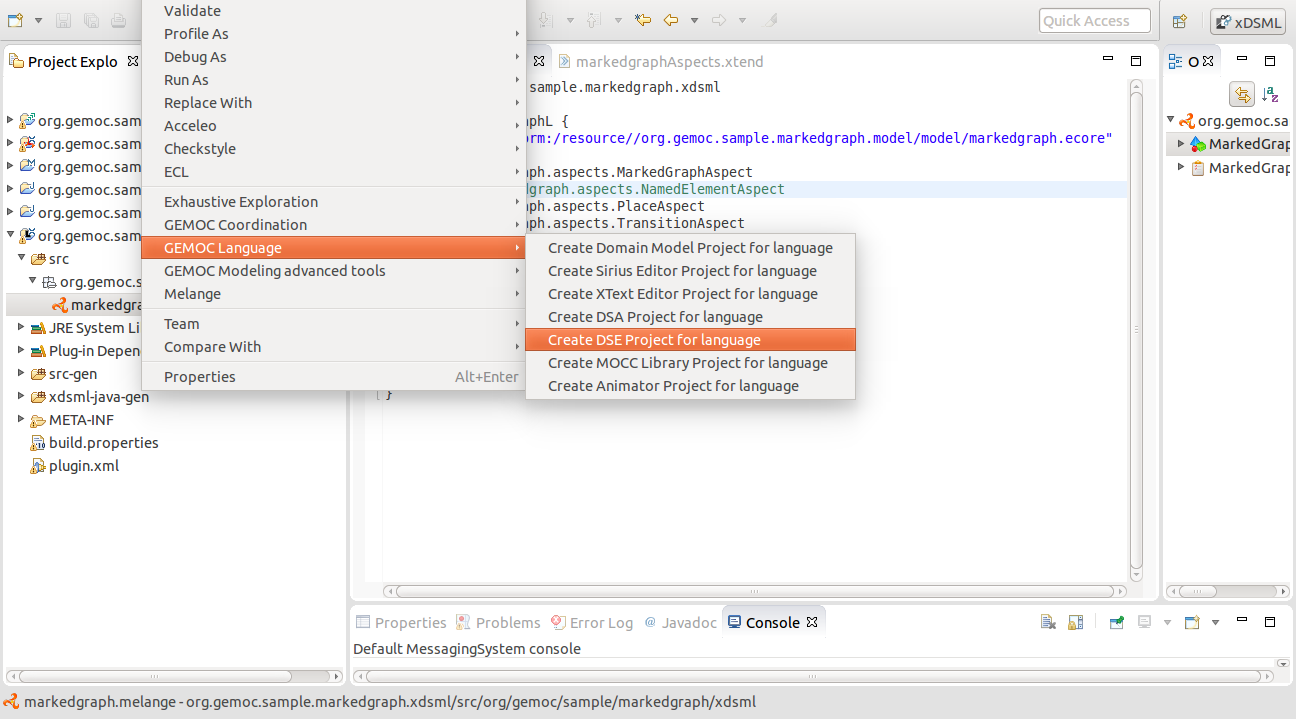 Quick Access
xDSML
Project Explo
org.gemoc.sam
org.gemoc.sam
org.gemoc.sam
org.gemoc.sam
org.gemoc.sam
org.gemoc.sam
src
org.gemoc.s
markedgra
JRE System Li
Plug-in Depen
src-gen
xdsml-java-gen
META-INF
build.properties
plugin.xml
Validate
Profile As
Debug As
Run As
Replace With
Acceleo
Checkstyle
ECL
Exhaustive Exploration
GEMOC Coordination
GEMOC Language
GEMOC Modeling advanced tools
Melange
Team
Compare With
Properties Alt+Enter
Create Domain Model Project for language
Create Sirius Editor Project for language
Create XText Editor Project for language
Create DSA Project for language
Create DSE Project for language
Create MOCC Library Project for language
Create Animator Project for language
markedgraphAspects.xtend
sample.markedgraph.xdsml
phL {
rm:/resource//org.gemoc.sample.markedgraph.model/model/markedgraph.ecore"
ph.aspects.MarkedGraphAspect
dgraph.aspects.NamedElementAspect
ph.aspects.PlaceAspect
ph.aspects.TransitionAspect
}
O
org.gemoc.sa
MarkedGrap
MarkedGrap
Properties Problems Error Log @ Javadoc Console
Default MessagingSystem console
markedgraph.melange - org.gemoc.sample.markedgraph.xdsml/src/org/gemoc/sample/markedgraph/xdsml